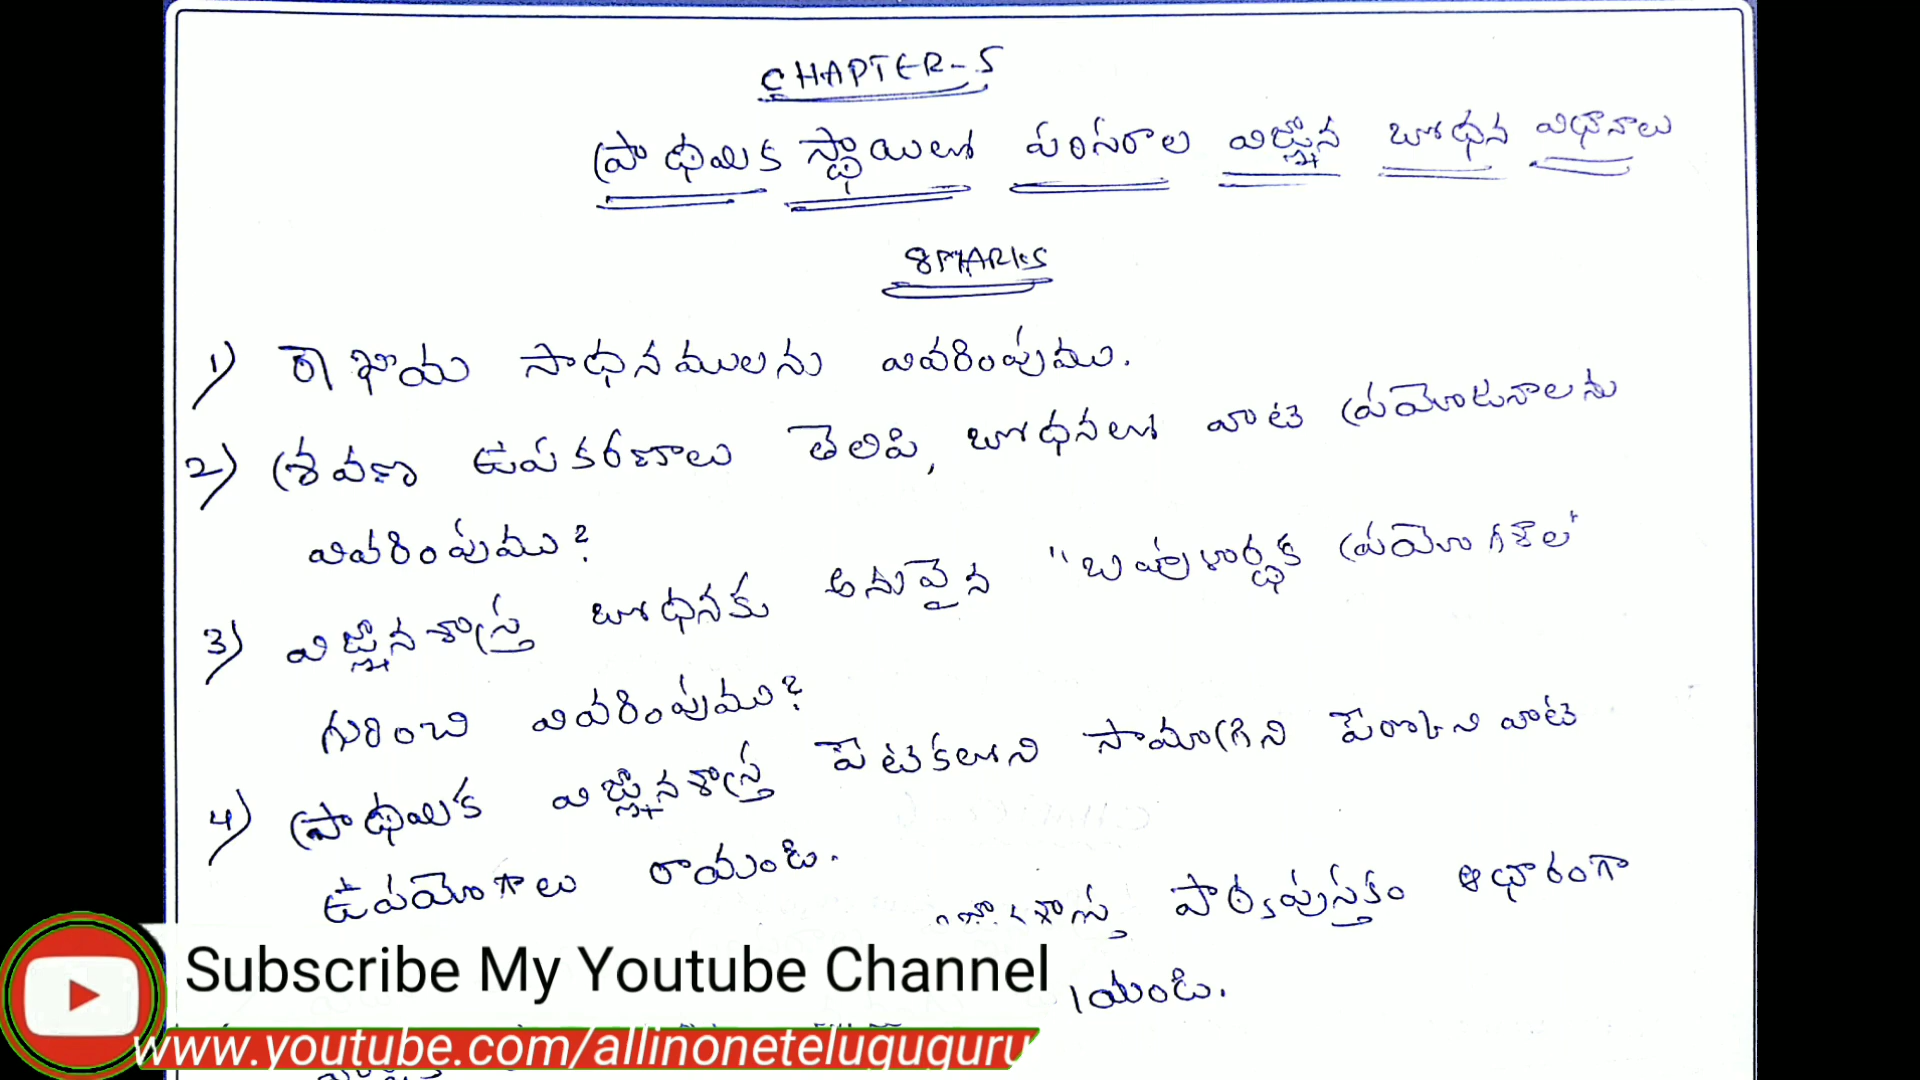 CHAPTER-5
ప్రాథమిక స్థాయిలో పరిసరాల విజ్ఞాన బోధన విధానాలు
8 MARKS
1) రాఖీయ సాధనములను వివరింపుము.
2) శ్రవణ ఉపకరణాలు తెలిపి, బోధనలో వాటి ప్రయోజనాలను
వివరింపుము?
3) విజ్ఞానశాస్త్ర బోధనకు అనువైన "బహుళార్థక ప్రయోగశాల"
గురించి వివరింపుము?
4) ప్రాథమిక విజ్ఞానశాస్త్ర పేటికలోని సామాగ్రిని పేర్కొని వాటి
ఉపయోగాలు రాయండి.
పాఠ్యపుస్తకం ఆధారంగా
Subscribe My Youtube Channel
www.youtube.com/allinoneteluguguru